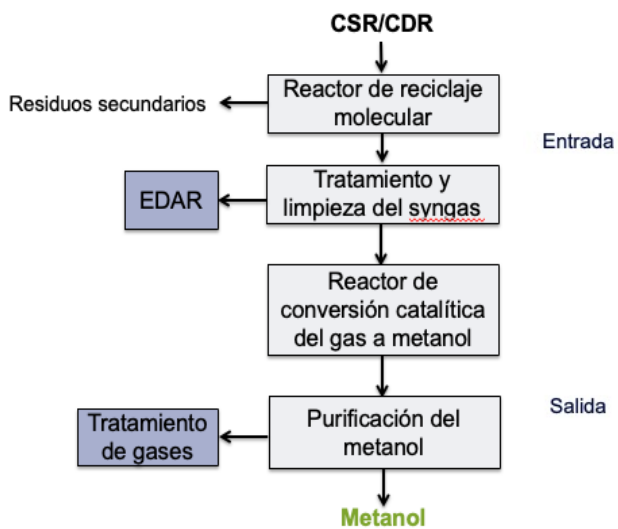 CSR/CDR
Reactor de reciclaje
molecular
Residuos secundarios
Entrada
Tratamiento y
limpieza del syngas
EDAR
Reactor de
conversión catalítica
del gas a metanol
Salida
Purificación del
metanol
Tratamiento
de gases
Metanol